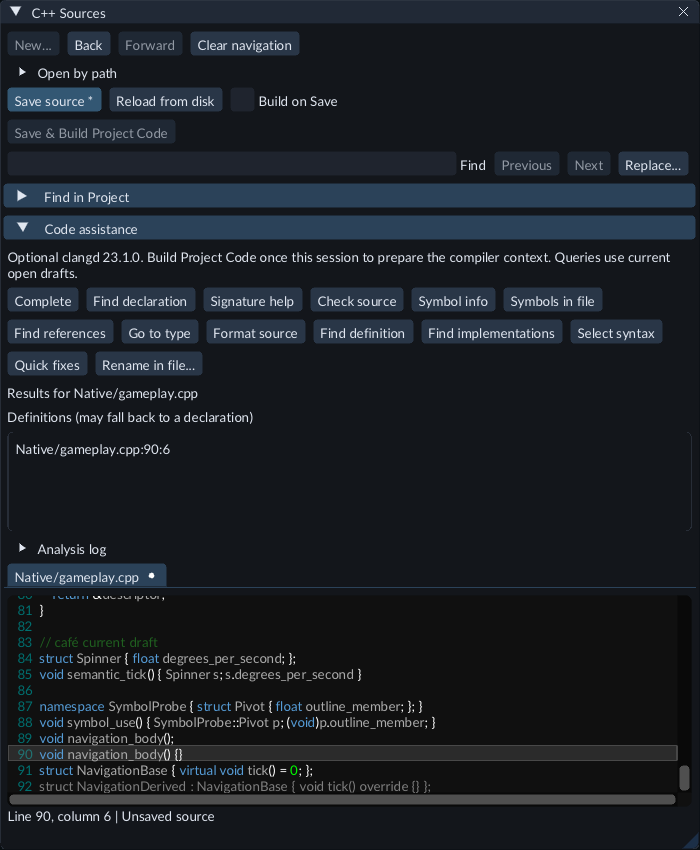 C++ Sources
New... Back Forward Clear navigation
Open by path
Save source * Reload from disk Build on Save
Save & Build Project Code
Find Previous Next Replace...
Find in Project
Code assistance
Optional clangd 23.1.0. Build Project Code once this session to prepare the compiler context. Queries use current
open drafts.
Complete Find declaration Signature help Check source Symbol info Symbols in file
Find references Go to type Format source Find definition Find implementations Select syntax
Quick fixes Rename in file...
Results for Native/gameplay.cpp
Definitions (may fall back to a declaration)
Native/gameplay.cpp:90:6
Analysis log
Native/gameplay.cpp
80 return &descriptor;
81 }
82
83 // café current draft
84 struct Spinner { float degrees_per_second; };
85 void semantic_tick() { Spinner s; s.degrees_per_second }
86
87 namespace SymbolProbe { struct Pivot { float outline_member; }; }
88 void symbol_use() { SymbolProbe::Pivot p; (void)p.outline_member; }
89 void navigation_body();
90 void navigation_body() {}
91 struct NavigationBase { virtual void tick() = 0; };
92 struct NavigationDerived : NavigationBase { void tick() override {} };
Line 90, column 6 | Unsaved source